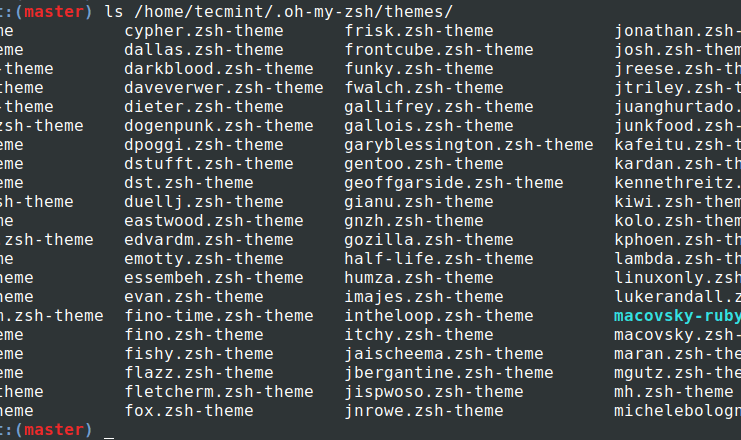 t:(master) ls /home/tecmint/.oh-my-zsh/themes/
me cypher.zsh-theme frisk.zsh-theme jonathan.zsh-
eme dallas.zsh-theme frontcube.zsh-theme josh.zsh-them
-theme darkblood.zsh-theme funky.zsh-theme jreese.zsh-th
theme daveverwer.zsh-theme fwalch.zsh-theme jtriley.zsh-t
-theme dieter.zsh-theme gallifrey.zsh-theme juanghurtado.
zsh-theme dogenpunk.zsh-theme gallois.zsh-theme junkfood.zsh-
eme dpoggi.zsh-theme garyblessington.zsh-theme kafeitu.zsh-t
eme dstufft.zsh-theme gentoo.zsh-theme kardan.zsh-th
eme dst.zsh-theme geoffgarside.zsh-theme kennethreitz.
sh-theme duellj.zsh-theme gianu.zsh-theme kiwi.zsh-them
me eastwood.zsh-theme gnzh.zsh-theme kolo.zsh-them
.zsh-theme edvardm.zsh-theme gozilla.zsh-theme kphoen.zsh-th
me emotty.zsh-theme half-life.zsh-theme lambda.zsh-th
heme essembeh.zsh-theme humza.zsh-theme linuxonly.zsh
heme evan.zsh-theme imajes.zsh-theme lukerandall.z
m.zsh-theme fino-time.zsh-theme intheloop.zsh-theme macovsky-ruby
eme fino.zsh-theme itchy.zsh-theme macovsky.zsh-
eme fishy.zsh-theme jaischeema.zsh-theme maran.zsh-the
eme flazz.zsh-theme jbergantine.zsh-theme mgutz.zsh-the
theme fletcherm.zsh-theme jispwoso.zsh-theme mh.zsh-theme
eme fox.zsh-theme jnrowe.zsh-theme michelebologn
t:(master) _